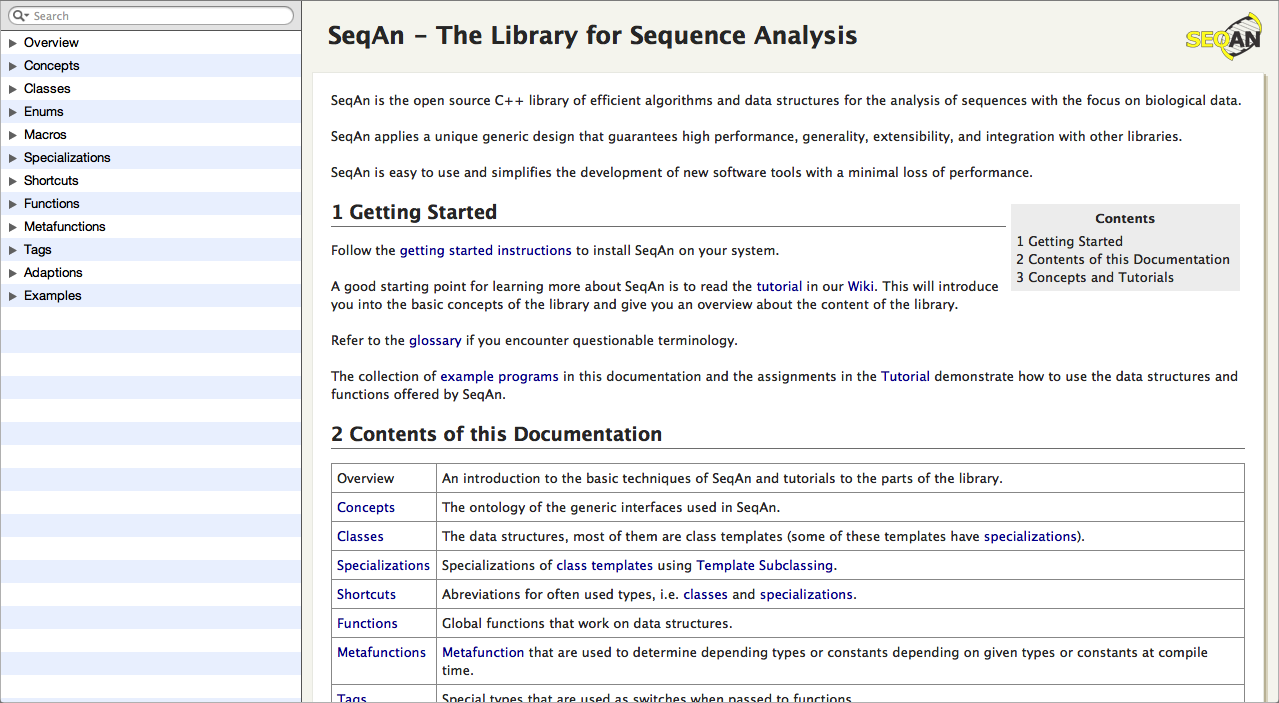 Search
Overview
Concepts
Classes
Enums
Macros
Specializations
Shortcuts
Functions
Metafunctions
Tags
Adaptions
Examples
SeqAn - The Library for Sequence Analysis
SEQAN
SeqAn is the open source C++ library of efficient algorithms and data structures for the analysis of sequences with the focus on biological data.
SeqAn applies a unique generic design that guarantees high performance, generality, extensibility, and integration with other libraries.
SeqAn is easy to use and simplifies the development of new software tools with a minimal loss of performance.
1 Getting Started
Contents
1 Getting Started
2 Contents of this Documentation
3 Concepts and Tutorials
Follow the getting started instructions to install SeqAn on your system.
A good starting point for learning more about SeqAn is to read the tutorial in our Wiki. This will introduce
you into the basic concepts of the library and give you an overview about the content of the library.
Refer to the glossary if you encounter questionable terminology.
The collection of example programs in this documentation and the assignments in the Tutorial demonstrate how to use the data structures and
functions offered by SeqAn.
2 Contents of this Documentation
Overview An introduction to the basic techniques of SeqAn and tutorials to the parts of the library.
Concepts The ontology of the generic interfaces used in SeqAn.
Classes The data structures, most of them are class templates (some of these templates have specializations).
Specializations Specializations of class templates using Template Subclassing.
Shortcuts Abreviations for often used types, i.e. classes and specializations.
Functions Global functions that work on data structures.
Metafunctions Metafunction that are used to determine depending types or constants depending on given types or constants at compile
time.
Tags Special types that are used as switches when passed to functions.